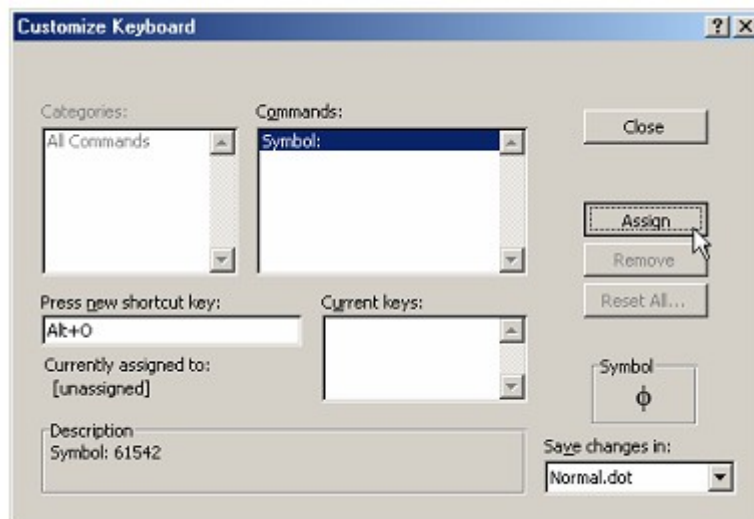 Customize Keyboard
Categories:
Commands:
All Commands
Symbol:
Close
Assign
Remove
Reset All...
Press new shortcut key:
Current keys:
Alt+O
Currently assigned to:
[unassigned]
Symbol
ϕ
Description
Symbol: 61542
Save changes in:
Normal.dot